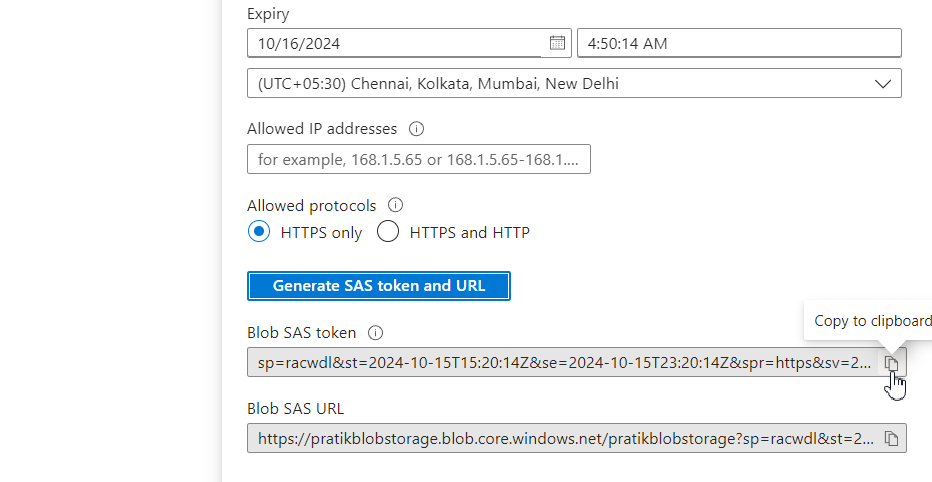 Expiry
10/16/2024
4:50:14 AM
(UTC+05:30) Chennai, Kolkata, Mumbai, New Delhi
Allowed IP addresses
for example, 168.1.5.65 or 168.1.5.65-168.1....
Allowed protocols
HTTPS only HTTPS and HTTP
Generate SAS token and URL
Copy to clipboard
Blob SAS token
sp=racwdl&st=2024-10-15T15:20:14Z&se=2024-10-15T23:20:14Z&spr=https&sv=2...
Blob SAS URL
https://pratikblobstorage.blob.core.windows.net/pratikblobstorage?sp=racwdl&st=2...